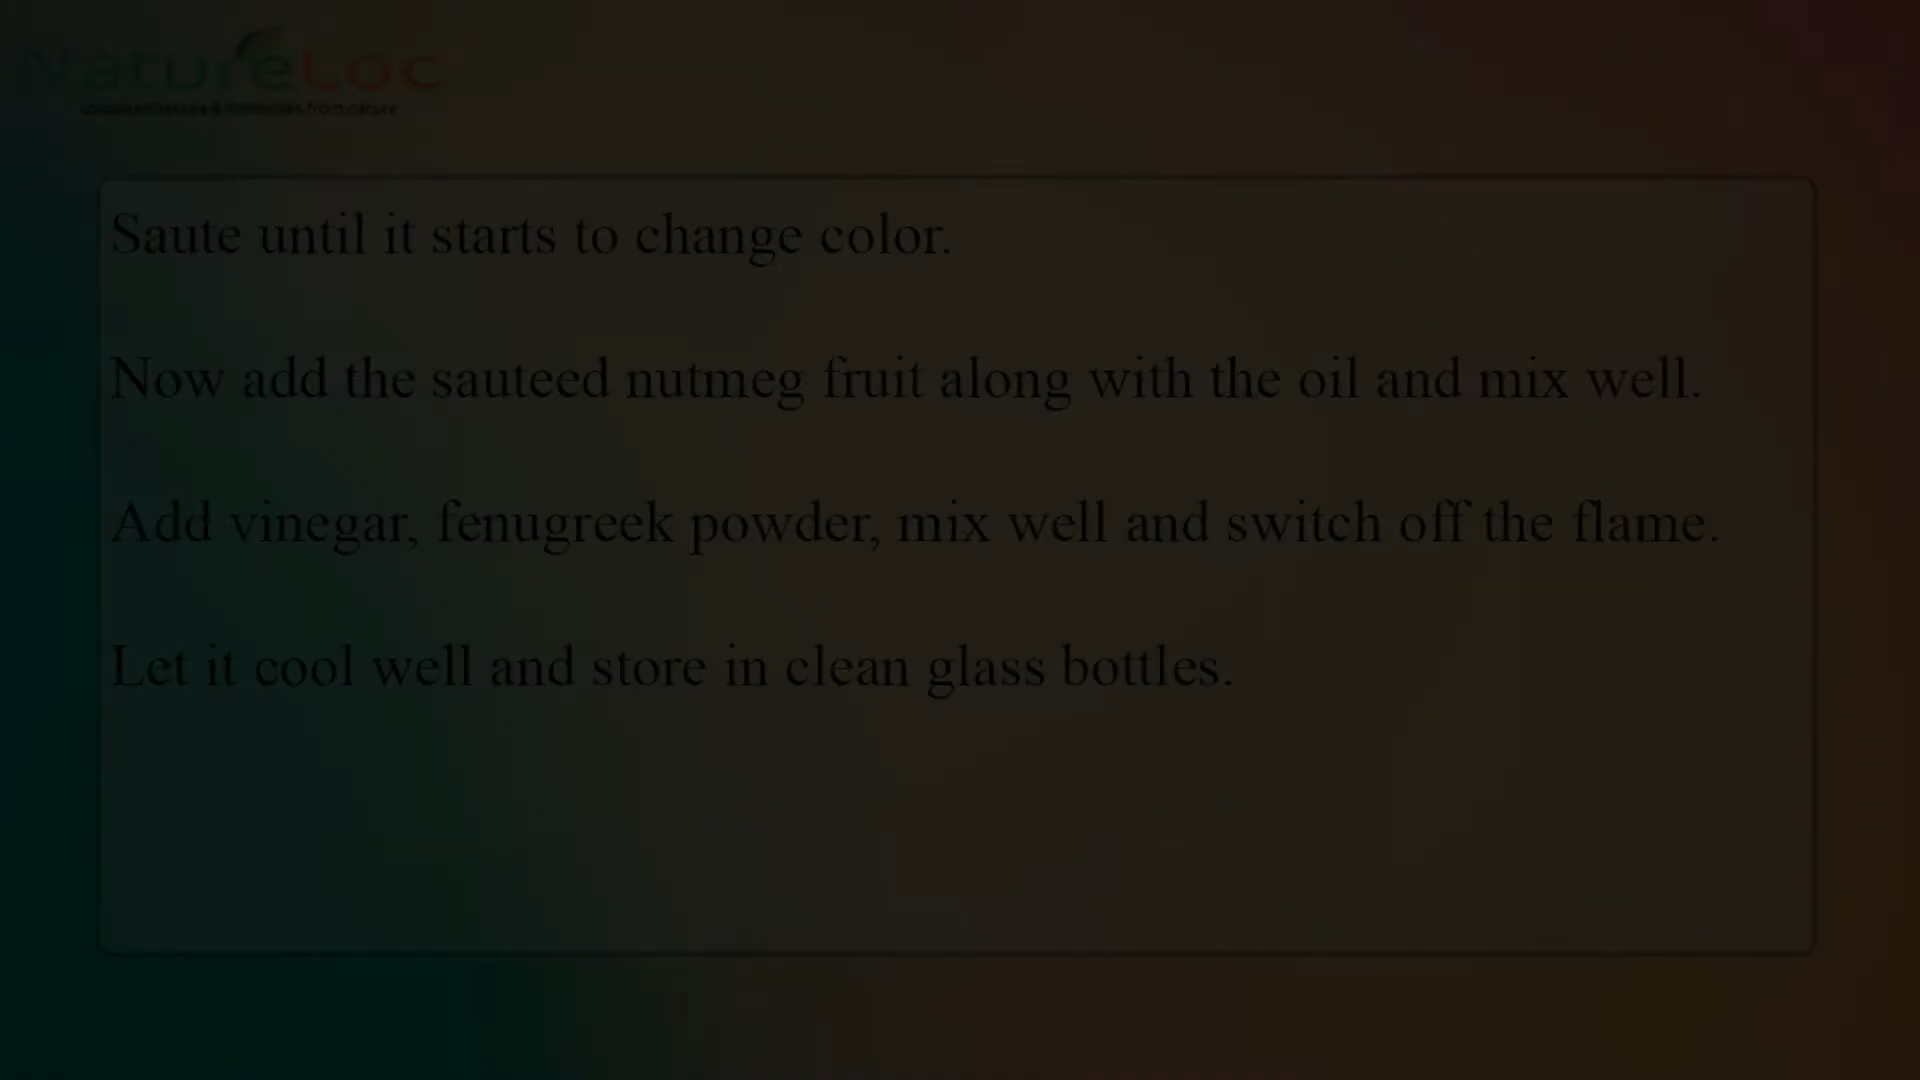 NatureLoc
Saute until it starts to change color.
Now add the sauteed nutmeg fruit along with the oil and mix well.
Add vinegar, fenugreek powder, mix well and switch off the flame.
Let it cool well and store in clean glass bottles.